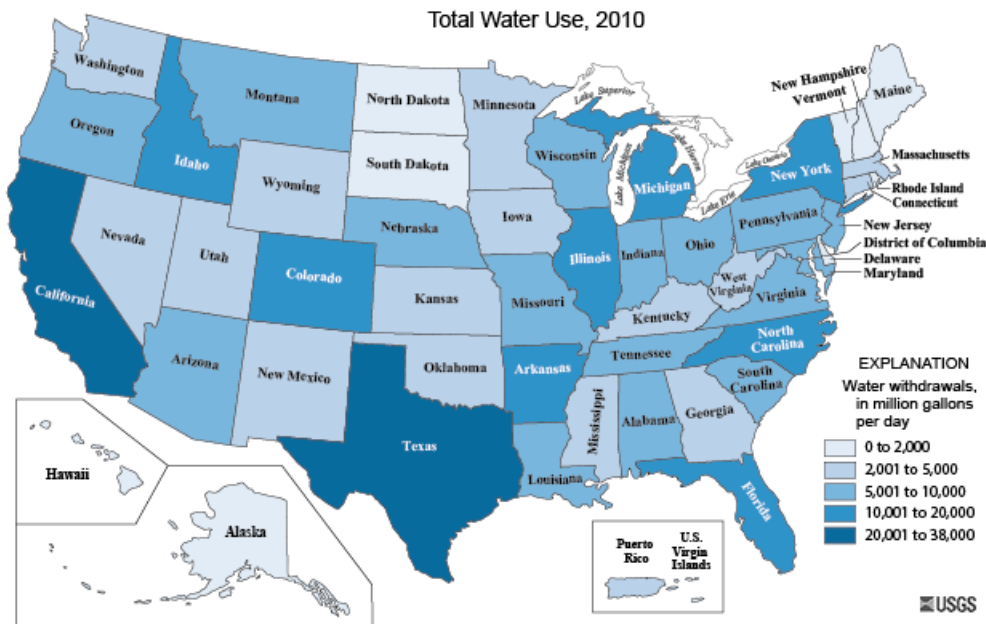 Total Water Use, 2010
Washington
Oregon
California
Idaho
Nevada
Montana
Wyoming
Utah
Arizona
Colorado
New Mexico
North Dakota
South Dakota
Nebraska
Kansas
Oklahoma
Texas
Minnesota
Iowa
Missouri
Arkansas
Louisiana
Wisconsin
Illinois
Lake Superior
Lake Michigan
Lake Huron
Lake Erie
Lake Ontario
Michigan
Indiana
Ohio
Kentucky
Tennessee
Mississippi
Alabama
Georgia
Florida
South
Carolina
North
Carolina
Virginia
West
Virginia
Pennsylvania
New York
New Hampshire
Vermont
Maine
Massachusetts
Rhode Island
Connecticut
New Jersey
District of Columbia
Delaware
Maryland
Hawaii
Alaska
Puerto
Rico
U.S.
Virgin
Islands
EXPLANATION
Water withdrawals,
in million gallons
per day
0 to 2,000
2,001 to 5,000
5,001 to 10,000
10,001 to 20,000
20,001 to 38,000
USGS